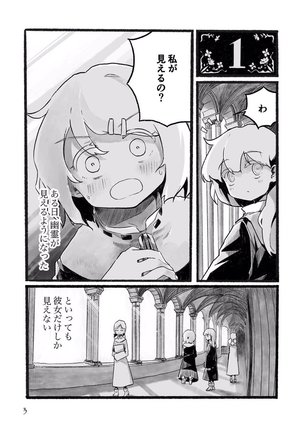 1
わ
私が
見えるの?
ある日、幽霊が
見えるようになった
といっても
彼女だけしか
見えない
3